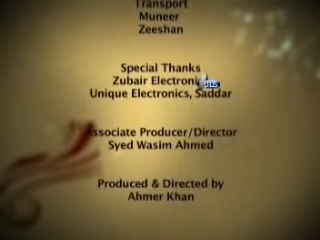 Transport
Muneer
Zeeshan
Special Thanks
Zubair Electronics
Unique Electronics, Saddar
Associate Producer/Director
Syed Wasim Ahmed
Produced & Directed by
Ahmer Khan